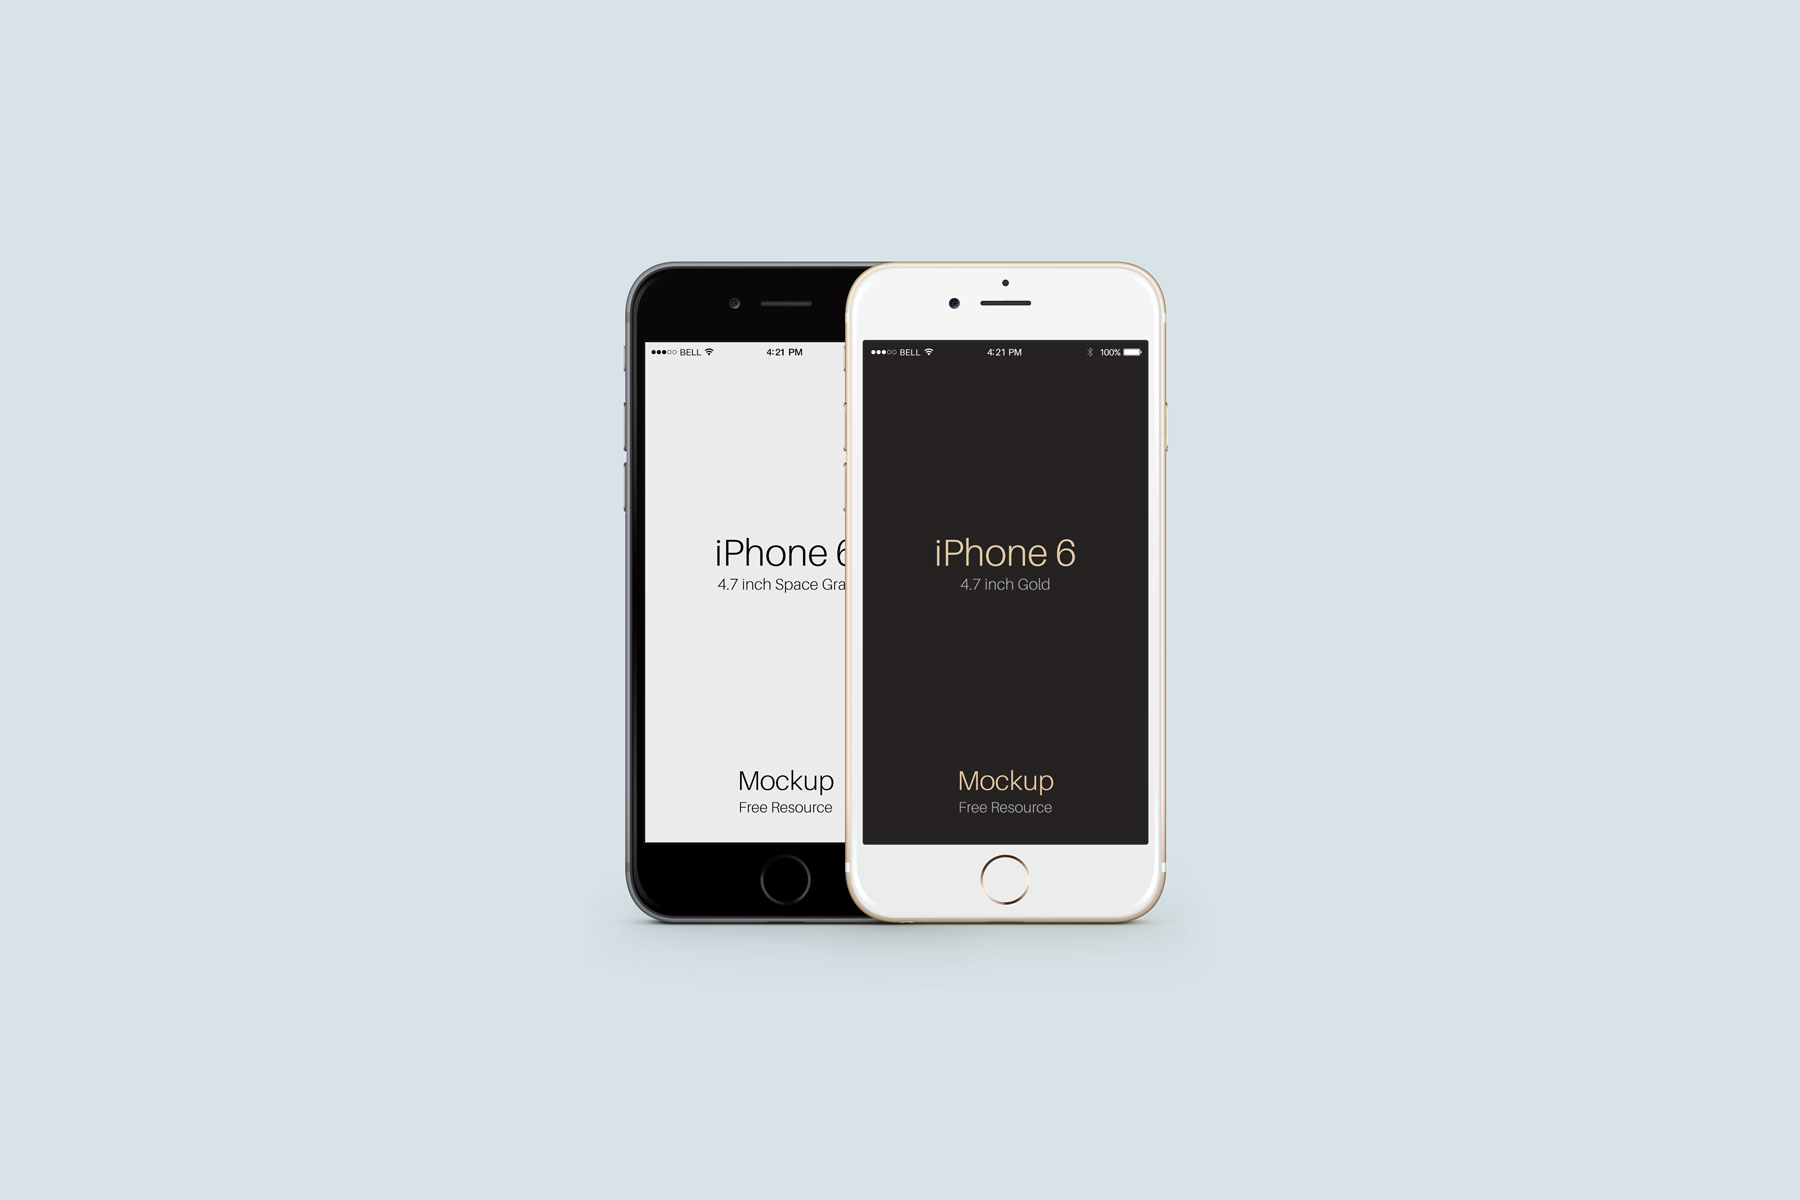 BELL 4:21 PM
iPhone 6
4.7 inch Space Gra
Mockup
Free Resource
BELL 4:21 PM 100%
iPhone 6
4.7 inch Gold
Mockup
Free Resource